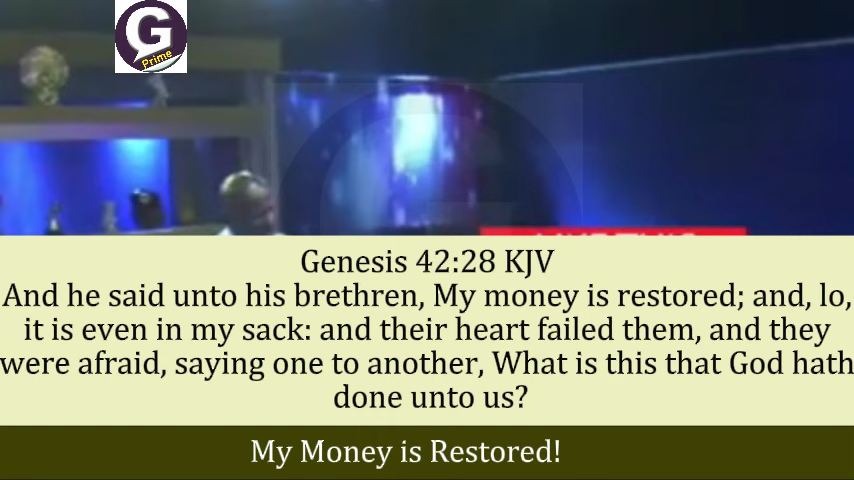 G
Prime
Genesis 42:28 KJV
And he said unto his brethren, My money is restored; and, lo,
it is even in my sack: and their heart failed them, and they
were afraid, saying one to another, What is this that God hath
done unto us?
My Money is Restored!